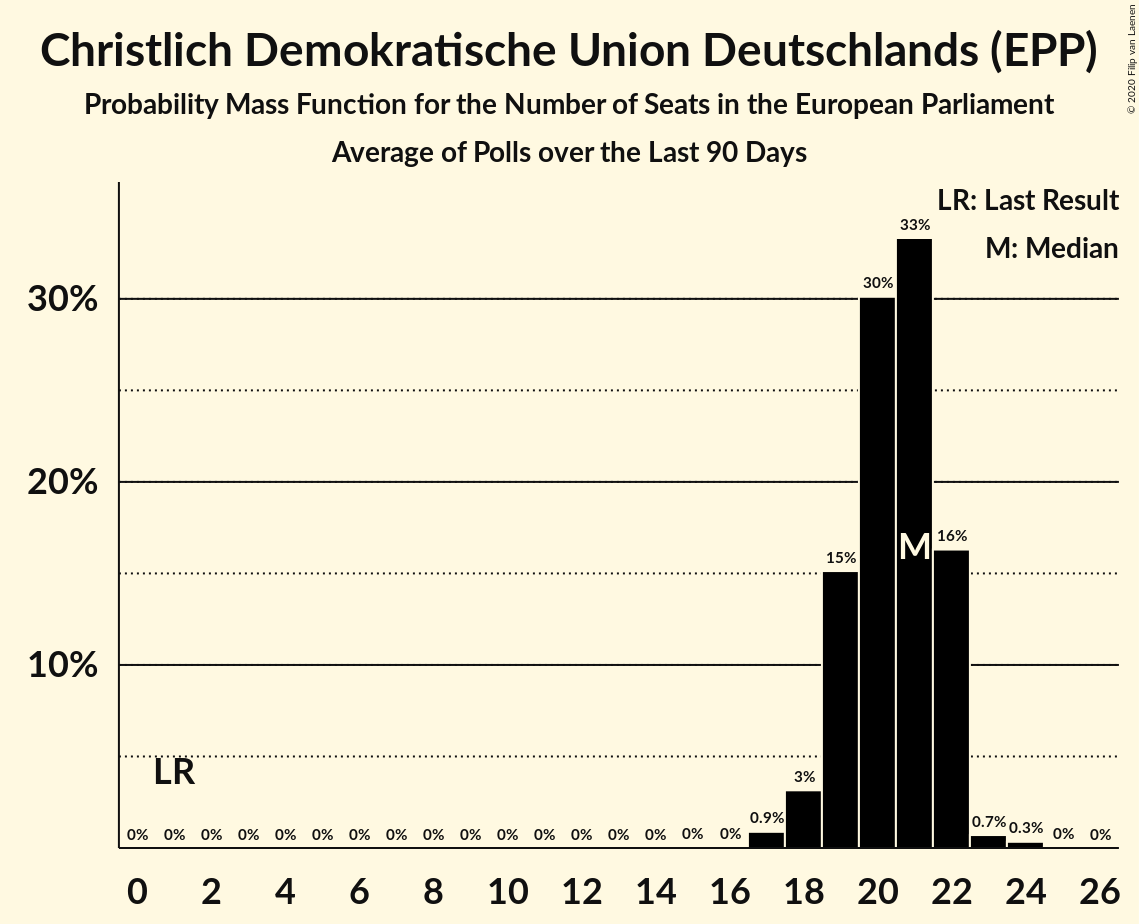 Christlich Demokratische Union Deutschlands (EPP)
Probability Mass Function for the Number of Seats in the European Parliament
Average of Polls over the Last 90 Days
© 2020 Filip van Laenen
LR: Last Result
M: Median
33%
30%
30%
20%
16%
M
15%
10%
LR
3%
0% 0% 0% 0% 0% 0% 0% 0% 0% 0% 0% 0% 0% 0% 0% 0% 0% 0.9% 0.7% 0.3% 0% 0%
0 2 4 6 8 10 12 14 16 18 20 22 24 26